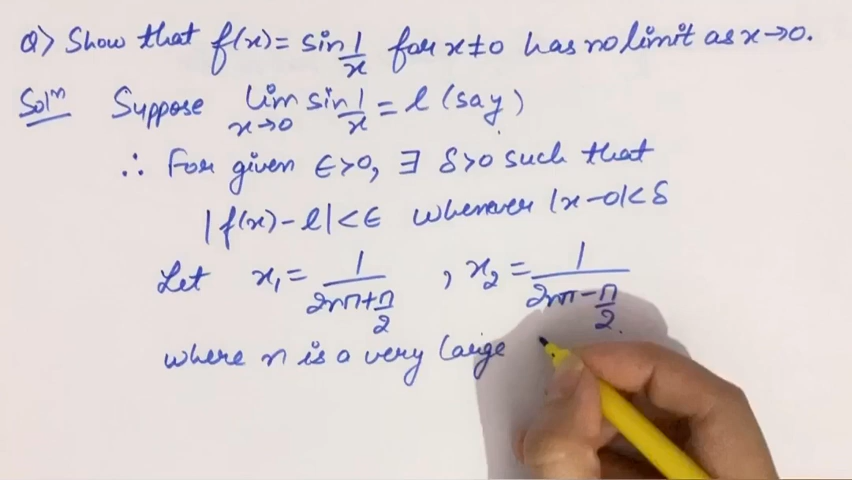 Q> Show that f(x) = sin 1/x for x≠0 has no limit as x→0.
Solⁿ Suppose lim x→0 sin 1/x = l (say)
∴ For given ϵ>0, ∃ δ>0 such that
|f(x) - l| < ϵ whenever |x - 0| < δ
Let x₁ = 1/(2nπ + π/2) , x₂ = 1/(2nπ - π/2)
where n is a very large